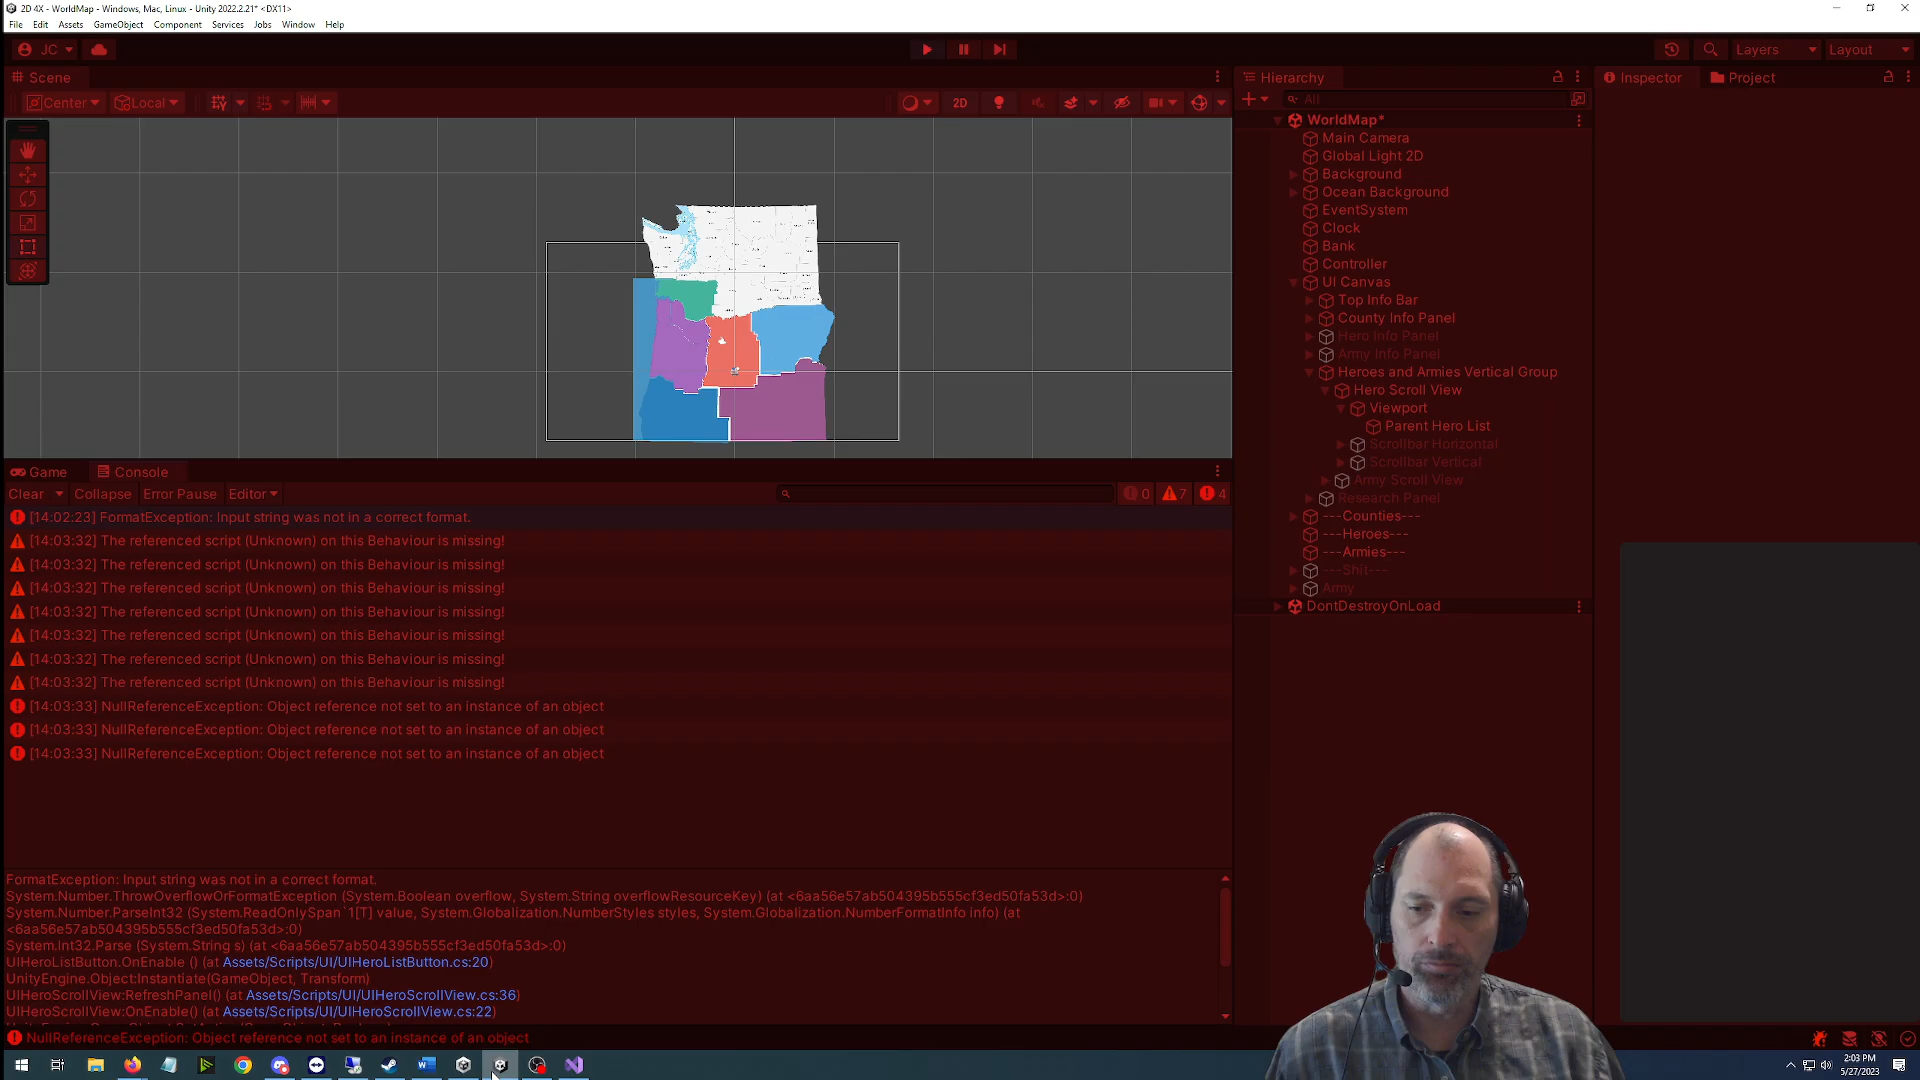 2D 4X - WorldMap - Windows, Mac, Linux - Unity 2022.2.21* <DX11>
File Edit Assets GameObject Component Services Jobs Window Help
JC
Layers
Layout
Scene
Hierarchy
Inspector
Project
Center
Local
2D
All
WorldMap*
Main Camera
Global Light 2D
Background
Ocean Background
EventSystem
Clock
Bank
Controller
UI Canvas
Top Info Bar
County Info Panel
Hero Info Panel
Army Info Panel
Heroes and Armies Vertical Group
Hero Scroll View
Viewport
Parent Hero List
Scrollbar Horizontal
Scrollbar Vertical
Army Scroll View
Research Panel
---Counties---
---Heroes---
---Armies---
---Shit---
Army
DontDestroyOnLoad
Game
Console
Clear Collapse Error Pause Editor
0 7 4
[14:02:23] FormatException: Input string was not in a correct format.
[14:03:32] The referenced script (Unknown) on this Behaviour is missing!
[14:03:32] The referenced script (Unknown) on this Behaviour is missing!
[14:03:32] The referenced script (Unknown) on this Behaviour is missing!
[14:03:32] The referenced script (Unknown) on this Behaviour is missing!
[14:03:32] The referenced script (Unknown) on this Behaviour is missing!
[14:03:32] The referenced script (Unknown) on this Behaviour is missing!
[14:03:32] The referenced script (Unknown) on this Behaviour is missing!
[14:03:33] NullReferenceException: Object reference not set to an instance of an object
[14:03:33] NullReferenceException: Object reference not set to an instance of an object
[14:03:33] NullReferenceException: Object reference not set to an instance of an object
FormatException: Input string was not in a correct format.
System.Number.ThrowOverflowOrFormatException (System.Boolean overflow, System.String overflowResourceKey) (at <6aa56e57ab504395b555cf3ed50fa53d>:0)
System.Number.ParseInt32 (System.ReadOnlySpan`1[T] value, System.Globalization.NumberStyles styles, System.Globalization.NumberFormatInfo info) (at
<6aa56e57ab504395b555cf3ed50fa53d>:0)
System.Int32.Parse (System.String s) (at <6aa56e57ab504395b555cf3ed50fa53d>:0)
UIHeroListButton.OnEnable () (at Assets/Scripts/UI/UIHeroListButton.cs:20)
UnityEngine.Object:Instantiate(GameObject, Transform)
UIHeroScrollView:RefreshPanel() (at Assets/Scripts/UI/UIHeroScrollView.cs:36)
UIHeroScrollView:OnEnable() (at Assets/Scripts/UI/UIHeroScrollView.cs:22)
NullReferenceException: Object reference not set to an instance of an object
2:03 PM
5/27/2023